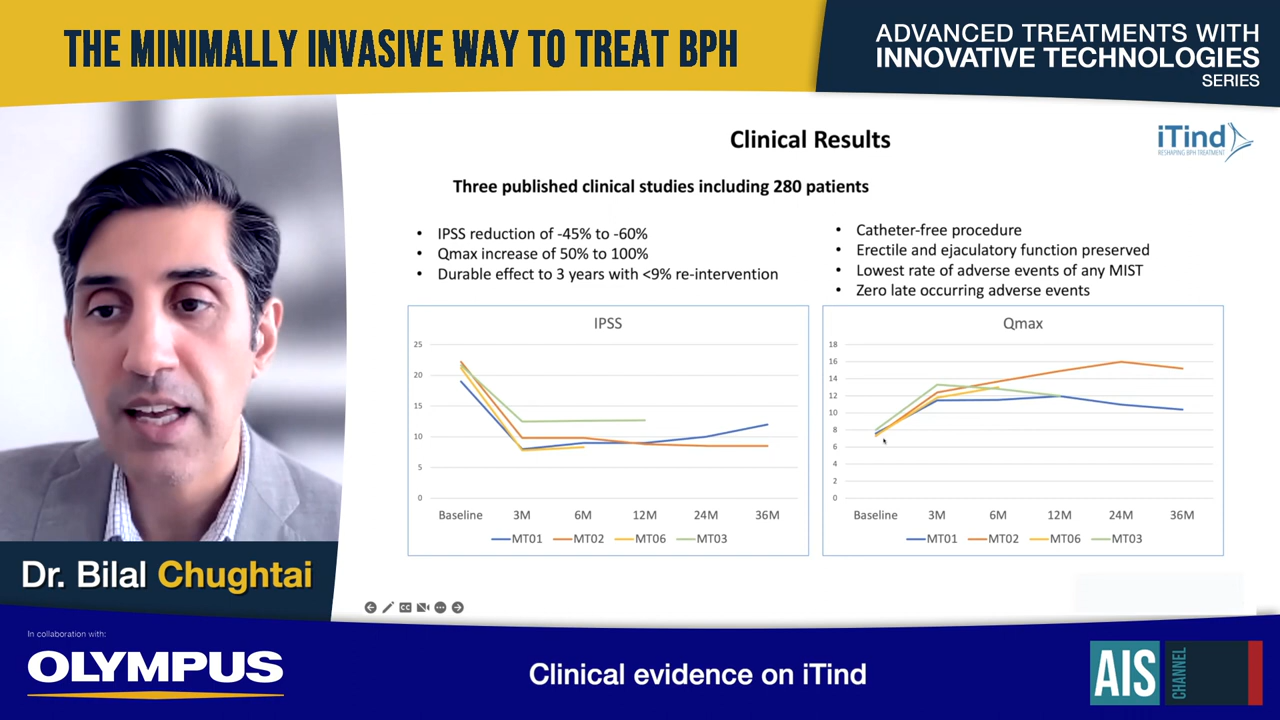 THE MINIMALLY INVASIVE WAY TO TREAT BPH
ADVANCED TREATMENTS WITH
INNOVATIVE TECHNOLOGIES
SERIES
Clinical Results
iTind
RESHAPING BPH TREATMENT
Three published clinical studies including 280 patients
• IPSS reduction of -45% to -60%
• Qmax increase of 50% to 100%
• Durable effect to 3 years with <9% re-intervention
• Catheter-free procedure
• Erectile and ejaculatory function preserved
• Lowest rate of adverse events of any MIST
• Zero late occurring adverse events
IPSS
25
20
15
10
5
0
Baseline 3M 6M 12M 24M 36M
MT01 MT02 MT06 MT03
Qmax
18
16
14
12
10
8
6
4
2
0
Baseline 3M 6M 12M 24M 36M
MT01 MT02 MT06 MT03
Dr. Bilal Chughtai
CC
In collaboration with:
OLYMPUS
Clinical evidence on iTind
AIS
CHANNEL